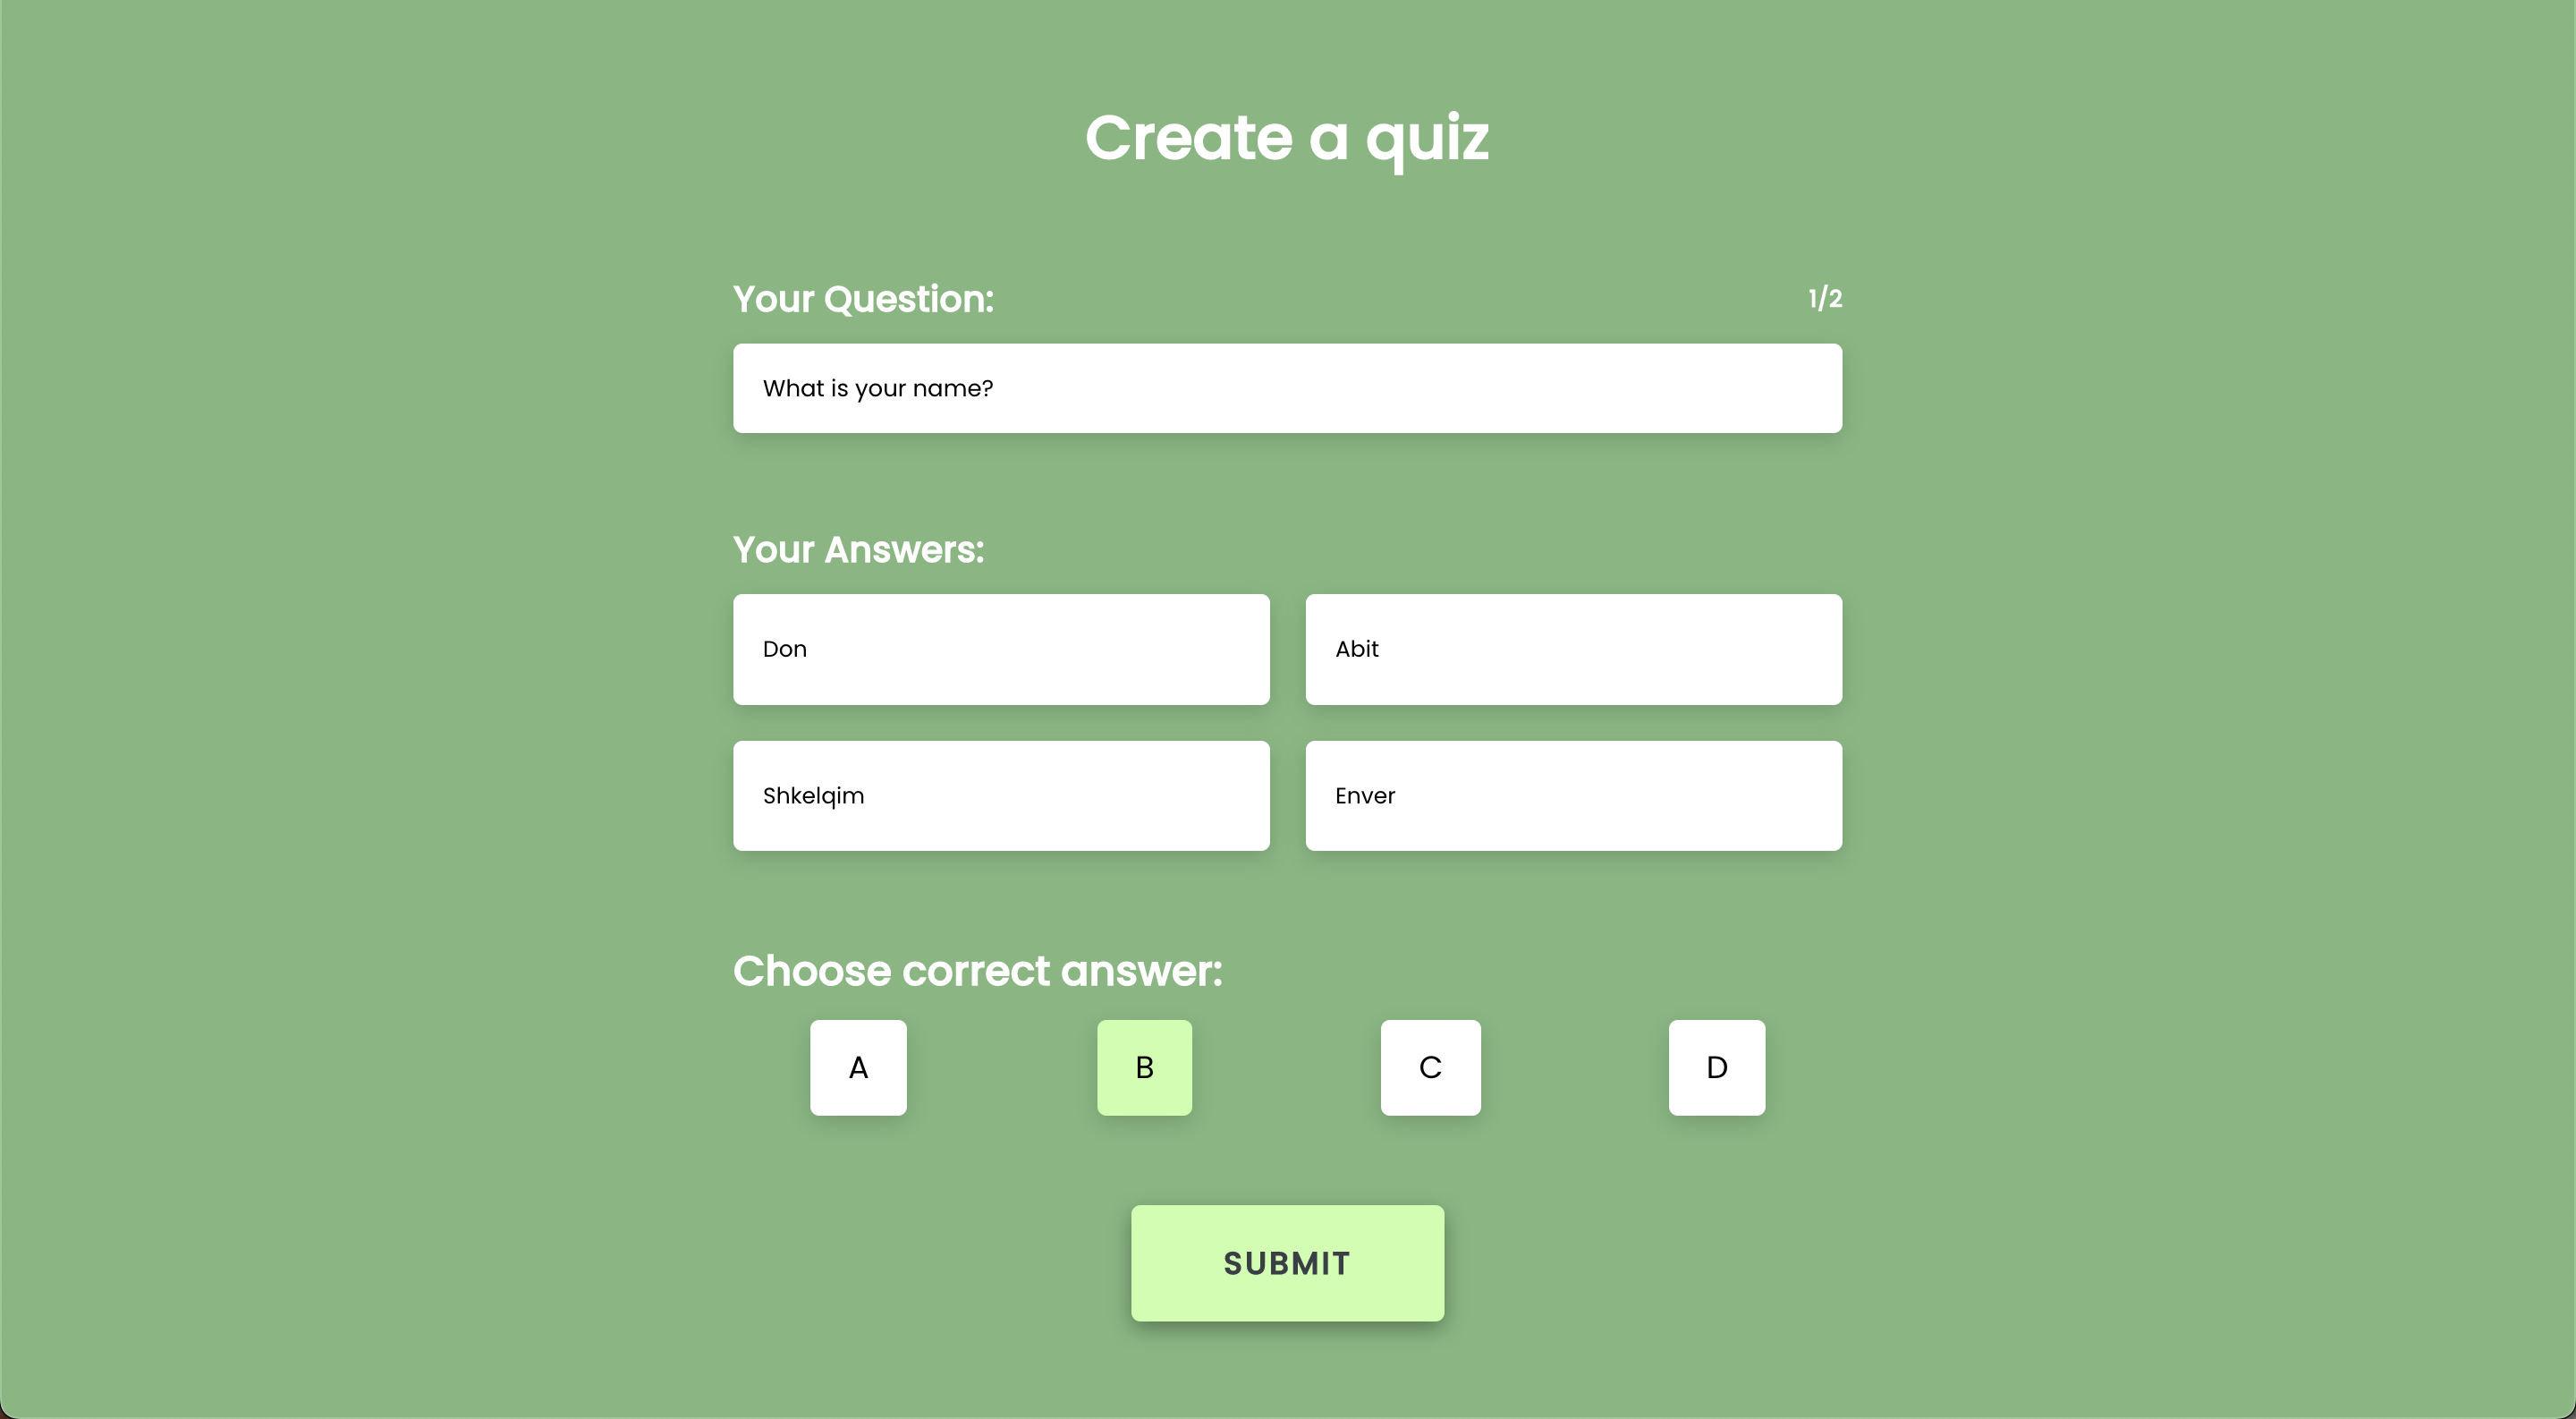 Create a quiz
Your Question: 1/2
What is your name?
Your Answers:
Don Abit
Shkelqim Enver
Choose correct answer:
A B C D
SUBMIT